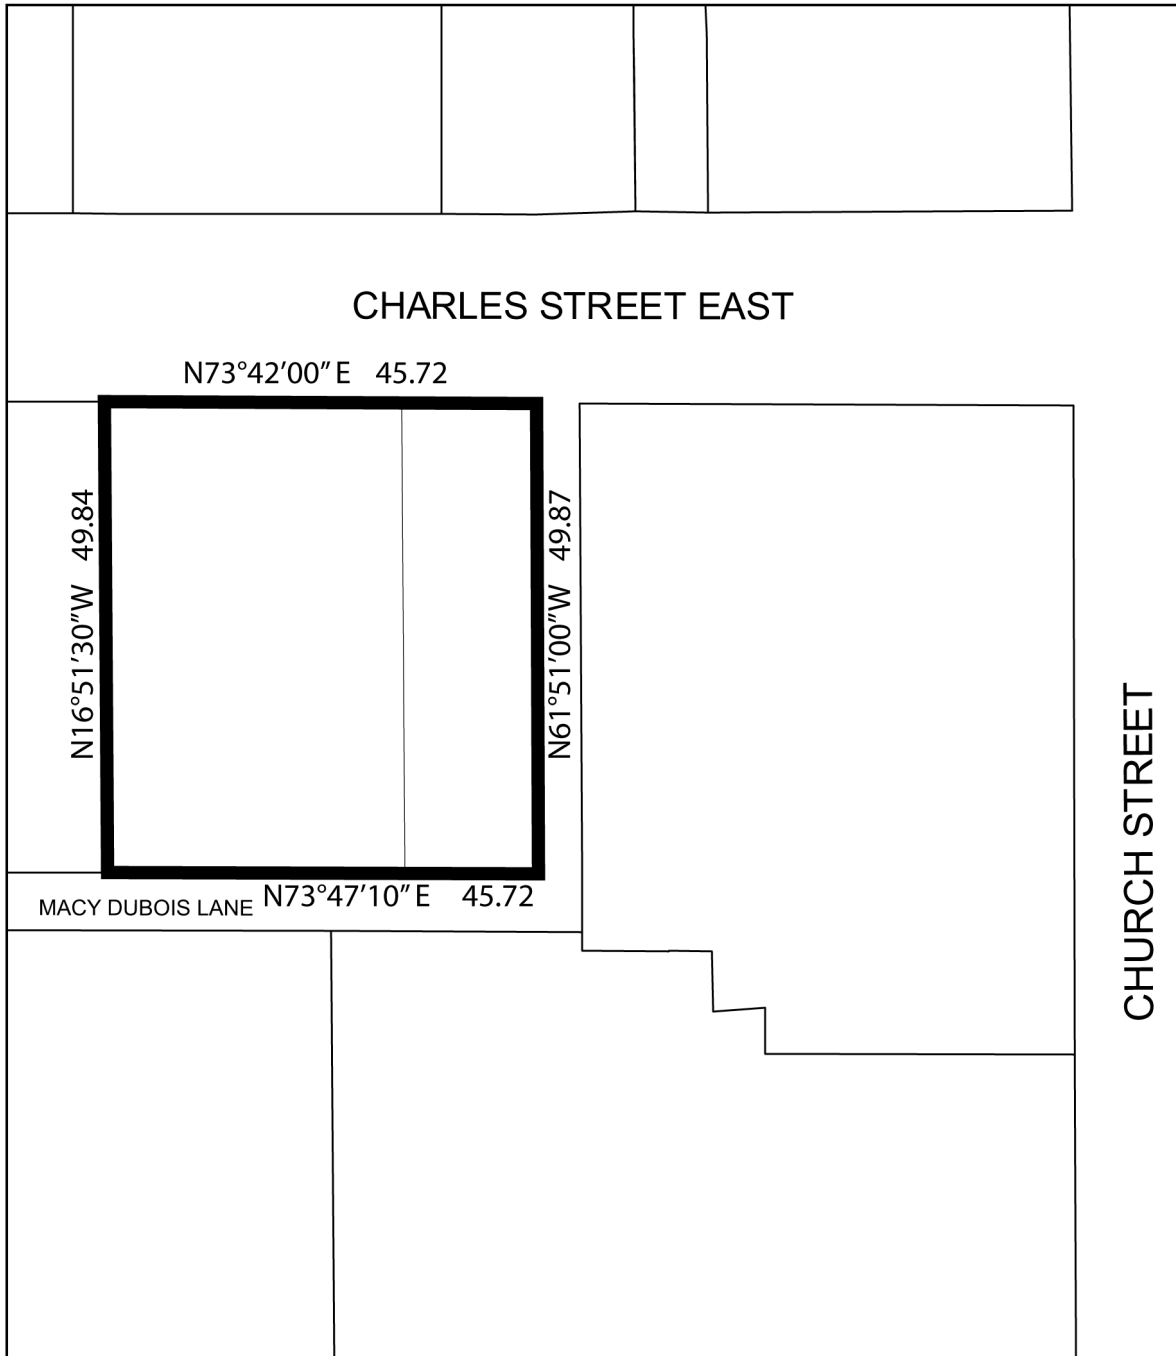 CHARLES STREET EAST
N73°42’00” E 45.72
N16°51’30”W 49.84
N61°51’00”W 49.87
N73°47’10” E 45.72
MACY DUBOIS LANE
CHURCH STREET